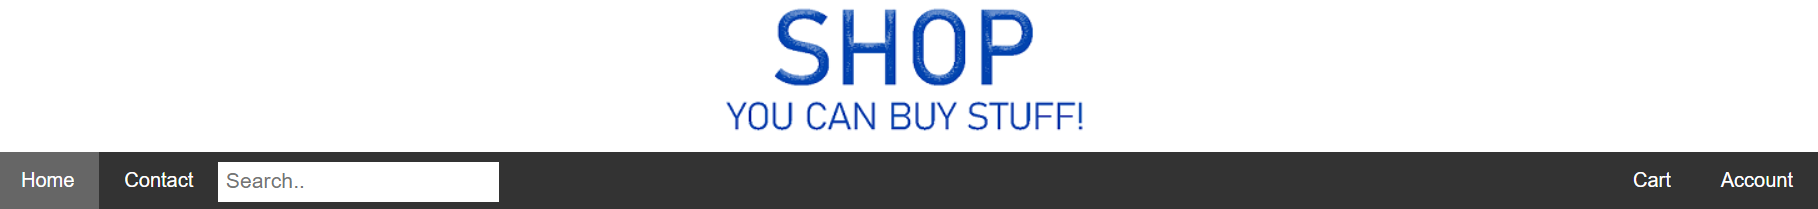 SHOP
YOU CAN BUY STUFF!
Home Contact Search.. Cart Account